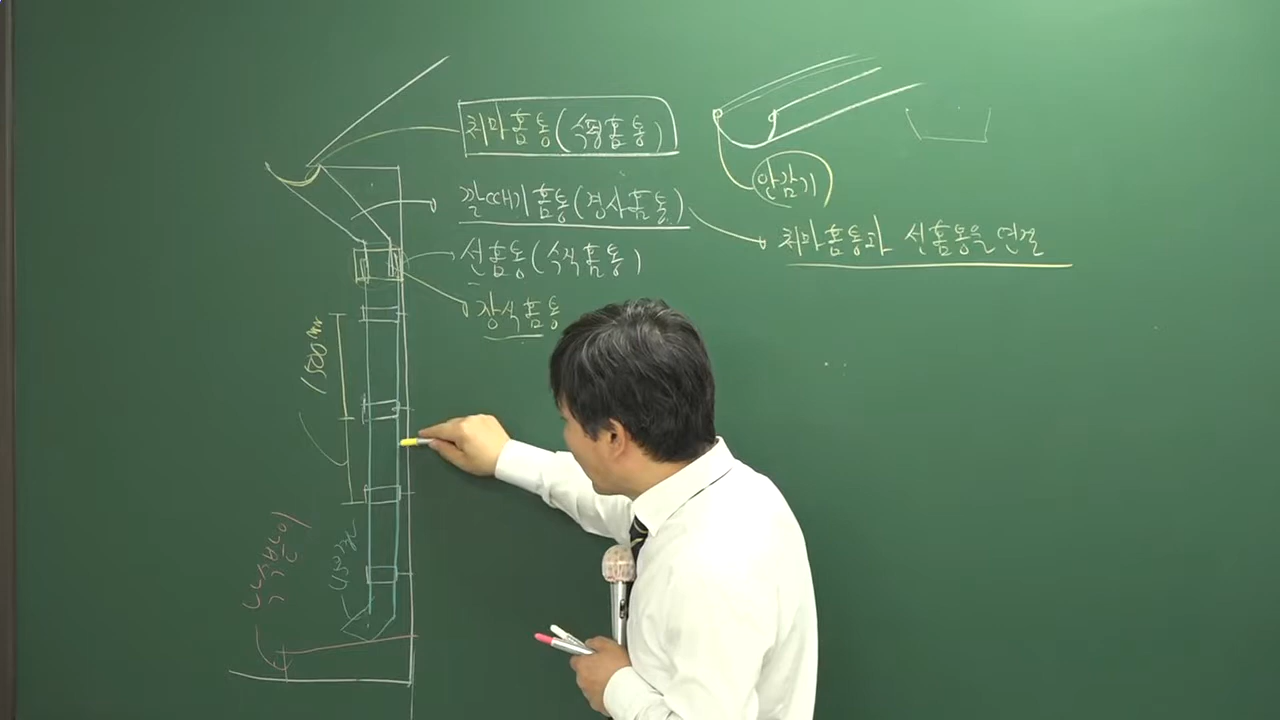 처마홈통(수평홈통)
안감기
깔때기홈통(경사홈통)
처마홈통과 선홈통을 연결
선홈통(수직홈통)
장식홈통
1500mm